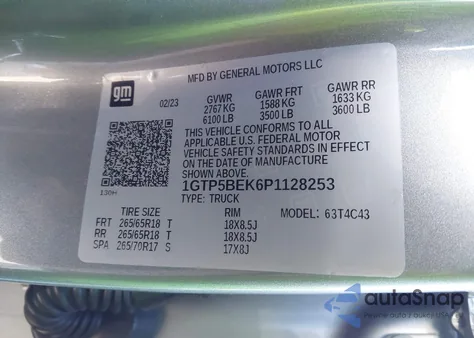 MFD BY GENERAL MOTORS LLC
gm
02/23
GVWR GAWR FRT GAWR RR
2767 KG 1588 KG 1633 KG
6100 LB 3500 LB 3600 LB
THIS VEHICLE CONFORMS TO ALL
APPLICABLE U.S. FEDERAL MOTOR
VEHICLE SAFETY STANDARDS IN EFFECT
ON THE DATE OF MANUFACTURE
SHOWN ABOVE.
1GTP5BEK6P1128253
TYPE: TRUCK
130H
TIRE SIZE RIM MODEL: 63T4C43
FRT 265/65R18 T 18X8.5J
RR 265/65R18 T 18X8.5J
SPA 265/70R17 S 17X8J
autoSnap